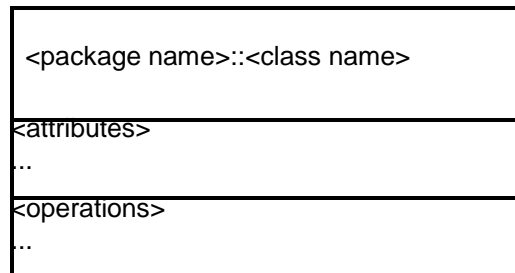 <package name>::<class name>
<attributes>
...
<operations>
...